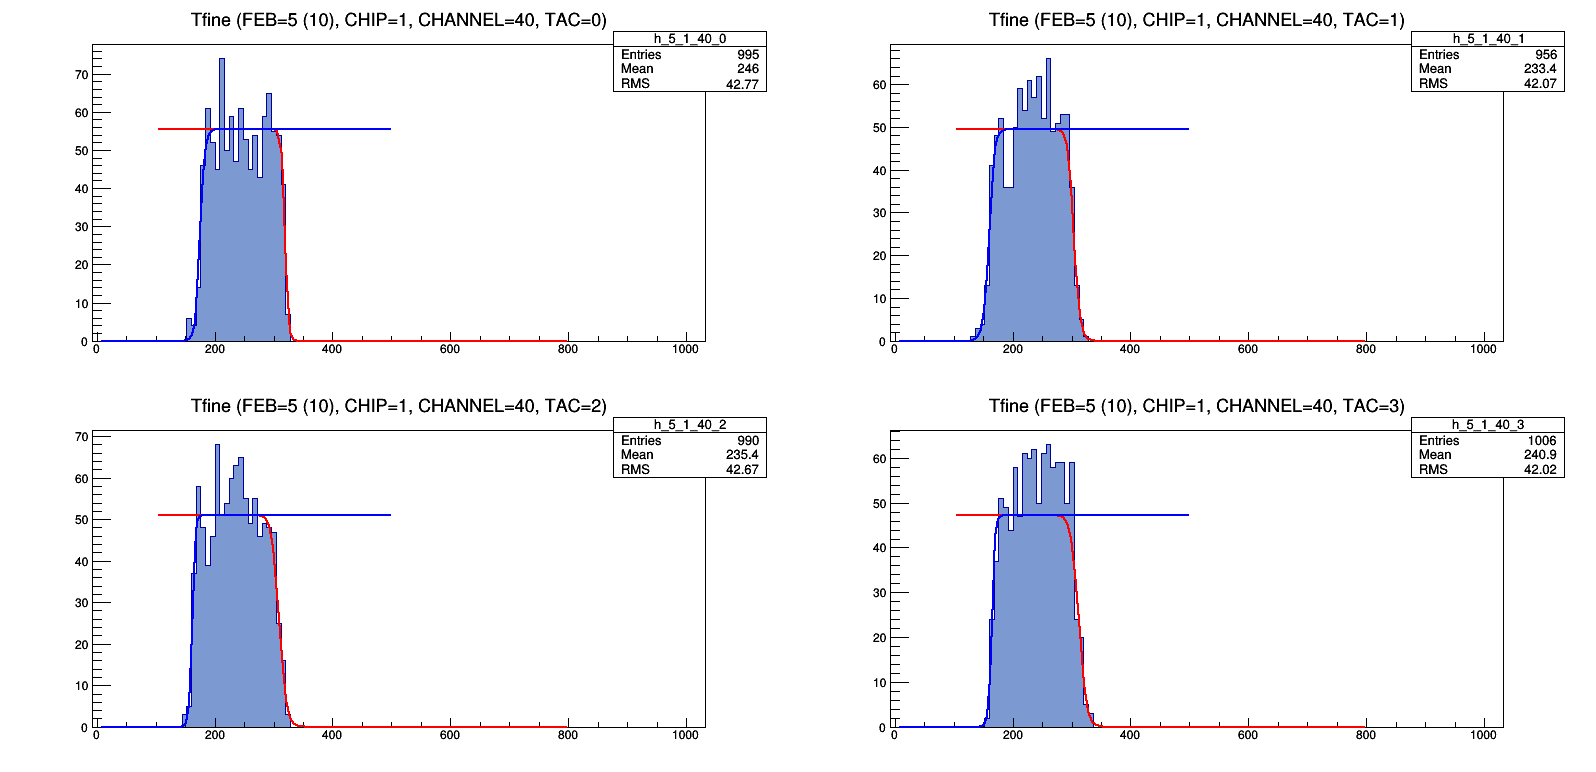 Tfine (FEB=5 (10), CHIP=1, CHANNEL=40, TAC=0)
h_5_1_40_0
Entries 995
Mean 246
RMS 42.77
70
60
50
40
30
20
10
0
0 200 400 600 800 1000
Tfine (FEB=5 (10), CHIP=1, CHANNEL=40, TAC=1)
h_5_1_40_1
Entries 956
Mean 233.4
RMS 42.07
60
50
40
30
20
10
0
0 200 400 600 800 1000
Tfine (FEB=5 (10), CHIP=1, CHANNEL=40, TAC=2)
h_5_1_40_2
Entries 990
Mean 235.4
RMS 42.67
70
60
50
40
30
20
10
0
0 200 400 600 800 1000
Tfine (FEB=5 (10), CHIP=1, CHANNEL=40, TAC=3)
h_5_1_40_3
Entries 1006
Mean 240.9
RMS 42.02
60
50
40
30
20
10
0
0 200 400 600 800 1000